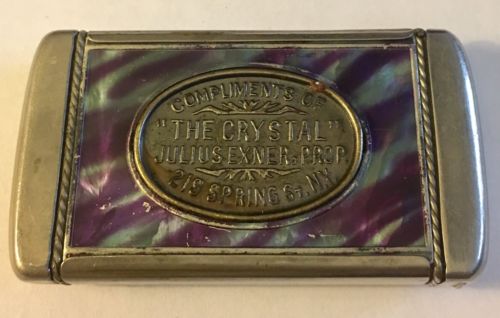 COMPLIMENTS OF
"THE CRYSTAL"
JULIUS EXNER, PROP.
219 SPRING ST. N.Y.